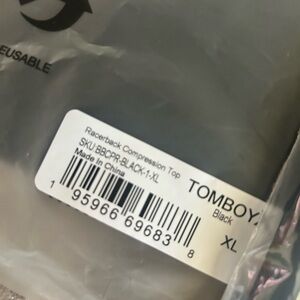 EUSABLE
Racerback Compression Top
SKU:BBCPR-BLACK-1-XL
Made in China
TOMBOY
Black
XL
1 95966 69683 8